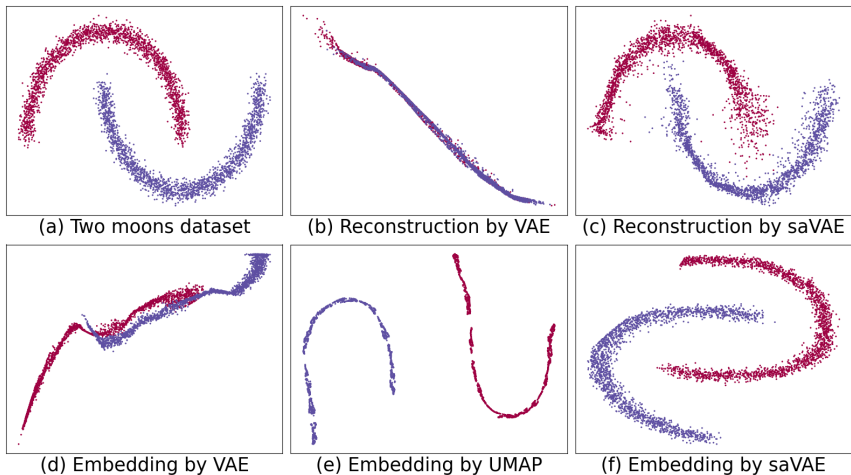 (a) Two moons dataset
(b) Reconstruction by VAE
(c) Reconstruction by saVAE
(d) Embedding by VAE
(e) Embedding by UMAP
(f) Embedding by saVAE